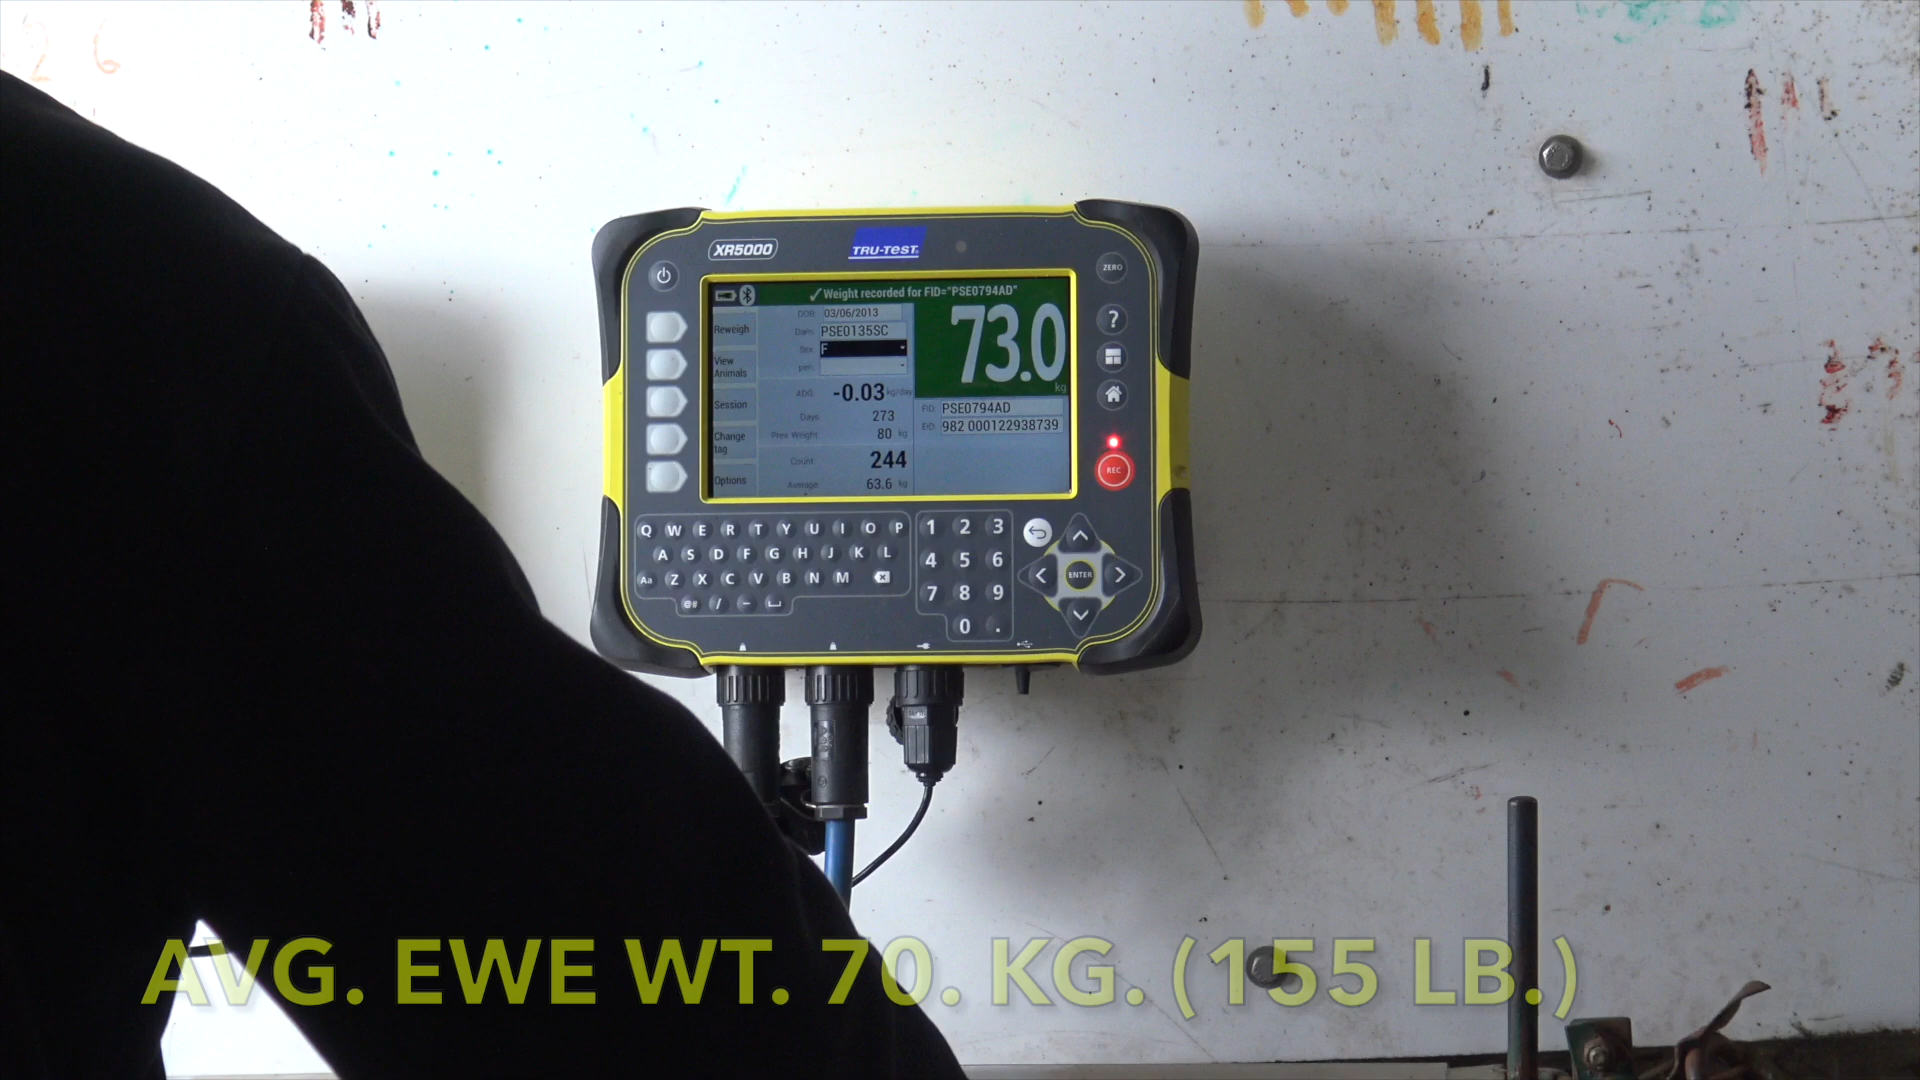 26
XR5000
TRU-TEST
ZERO
✓ Weight recorded for FID="PSE0794AD"
Reweigh
DOB: 03/06/2013
Dam: PSE0135SC
73.0
kg
Sex: F
View Animals
pen:
ADG: -0.03 kg/day
FID: PSE0794AD
Session
Days: 273
EID: 982 000122938739
Change tag
Prev Weight: 80 kg
Count: 244
Options
Average: 63.6 kg
?
REC
Q W E R T Y U I O P
A S D F G H J K L
Aa Z X C V B N M
@# / -
1 2 3
4 5 6
7 8 9
0 .
ENTER
AVG. EWE WT. 70. KG. (155 LB.)